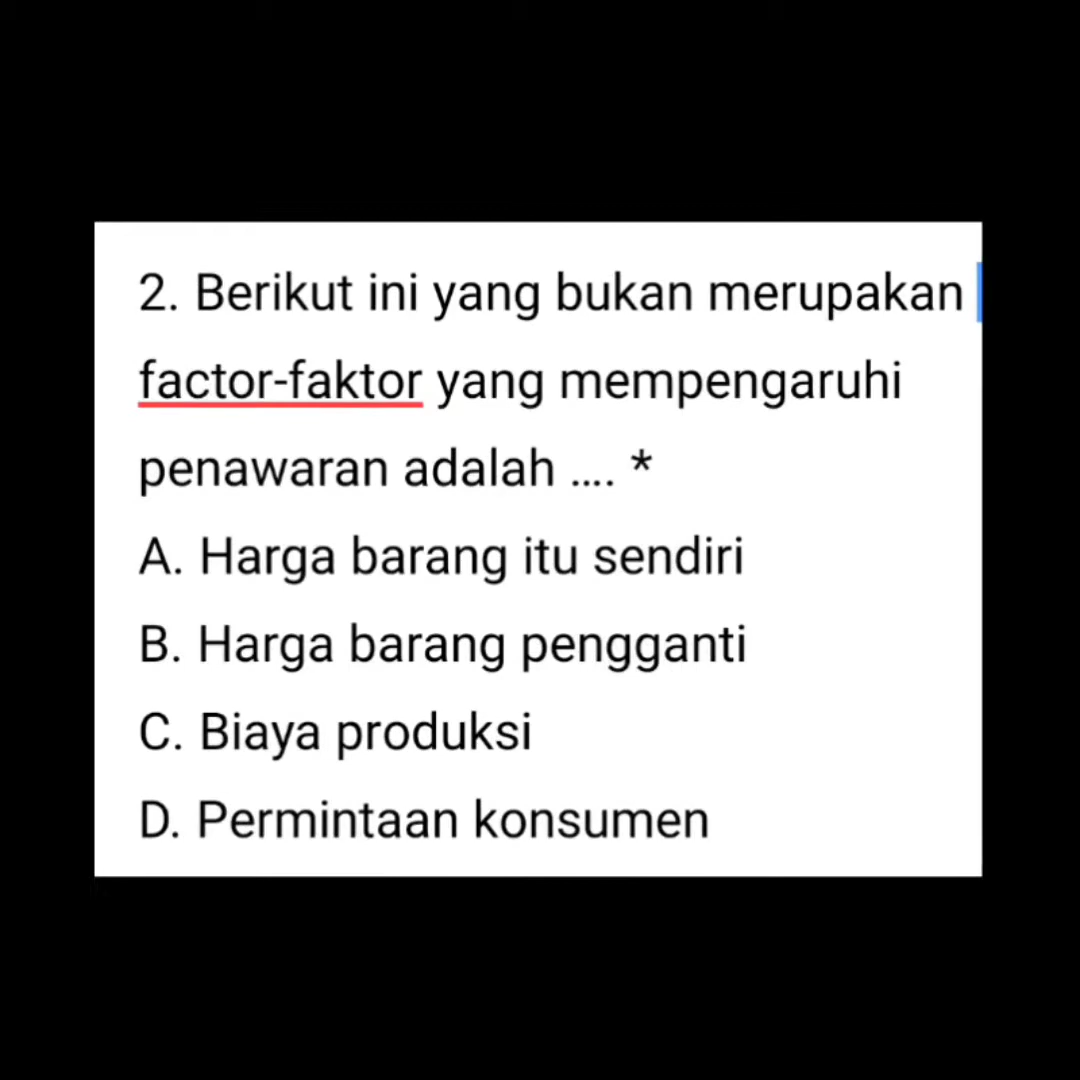 2. Berikut ini yang bukan merupakan
factor-faktor yang mempengaruhi
penawaran adalah .... *
A. Harga barang itu sendiri
B. Harga barang pengganti
C. Biaya produksi
D. Permintaan konsumen